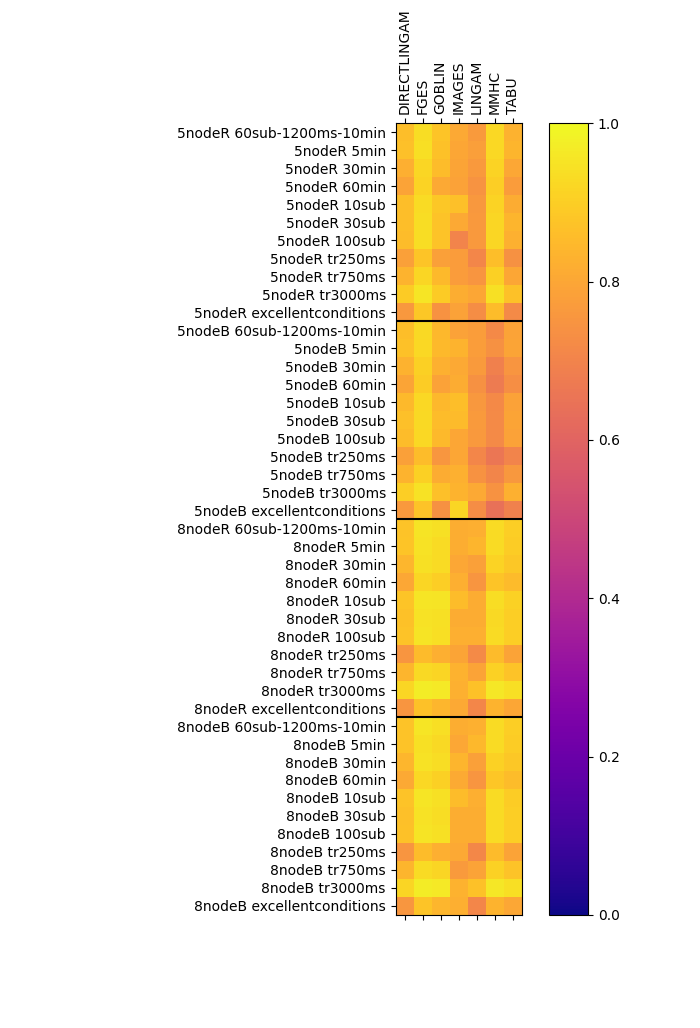 DIRECTLINGAM
FGES
GOBLIN
IMAGES
LINGAM
MMHC
TABU
5nodeR 60sub-1200ms-10min
5nodeR 5min
5nodeR 30min
5nodeR 60min
5nodeR 10sub
5nodeR 30sub
5nodeR 100sub
5nodeR tr250ms
5nodeR tr750ms
5nodeR tr3000ms
5nodeR excellentconditions
5nodeB 60sub-1200ms-10min
5nodeB 5min
5nodeB 30min
5nodeB 60min
5nodeB 10sub
5nodeB 30sub
5nodeB 100sub
5nodeB tr250ms
5nodeB tr750ms
5nodeB tr3000ms
5nodeB excellentconditions
8nodeR 60sub-1200ms-10min
8nodeR 5min
8nodeR 30min
8nodeR 60min
8nodeR 10sub
8nodeR 30sub
8nodeR 100sub
8nodeR tr250ms
8nodeR tr750ms
8nodeR tr3000ms
8nodeR excellentconditions
8nodeB 60sub-1200ms-10min
8nodeB 5min
8nodeB 30min
8nodeB 60min
8nodeB 10sub
8nodeB 30sub
8nodeB 100sub
8nodeB tr250ms
8nodeB tr750ms
8nodeB tr3000ms
8nodeB excellentconditions
1.0
0.8
0.6
0.4
0.2
0.0